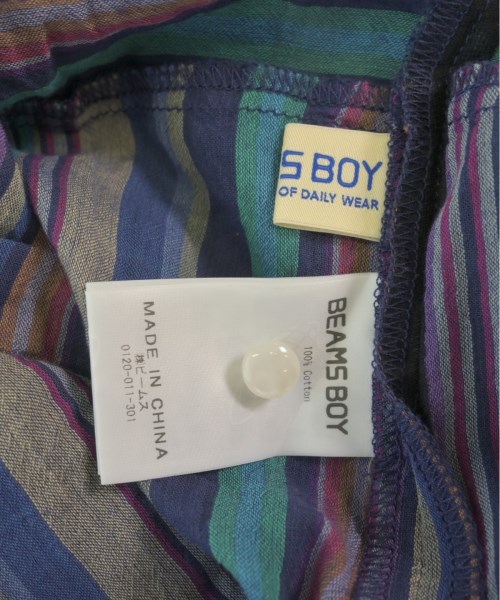 S BOY
OF DAILY WEAR
BEAMS BOY
100% Cotton
MADE IN CHINA
㈱ビームス
0120-011-301